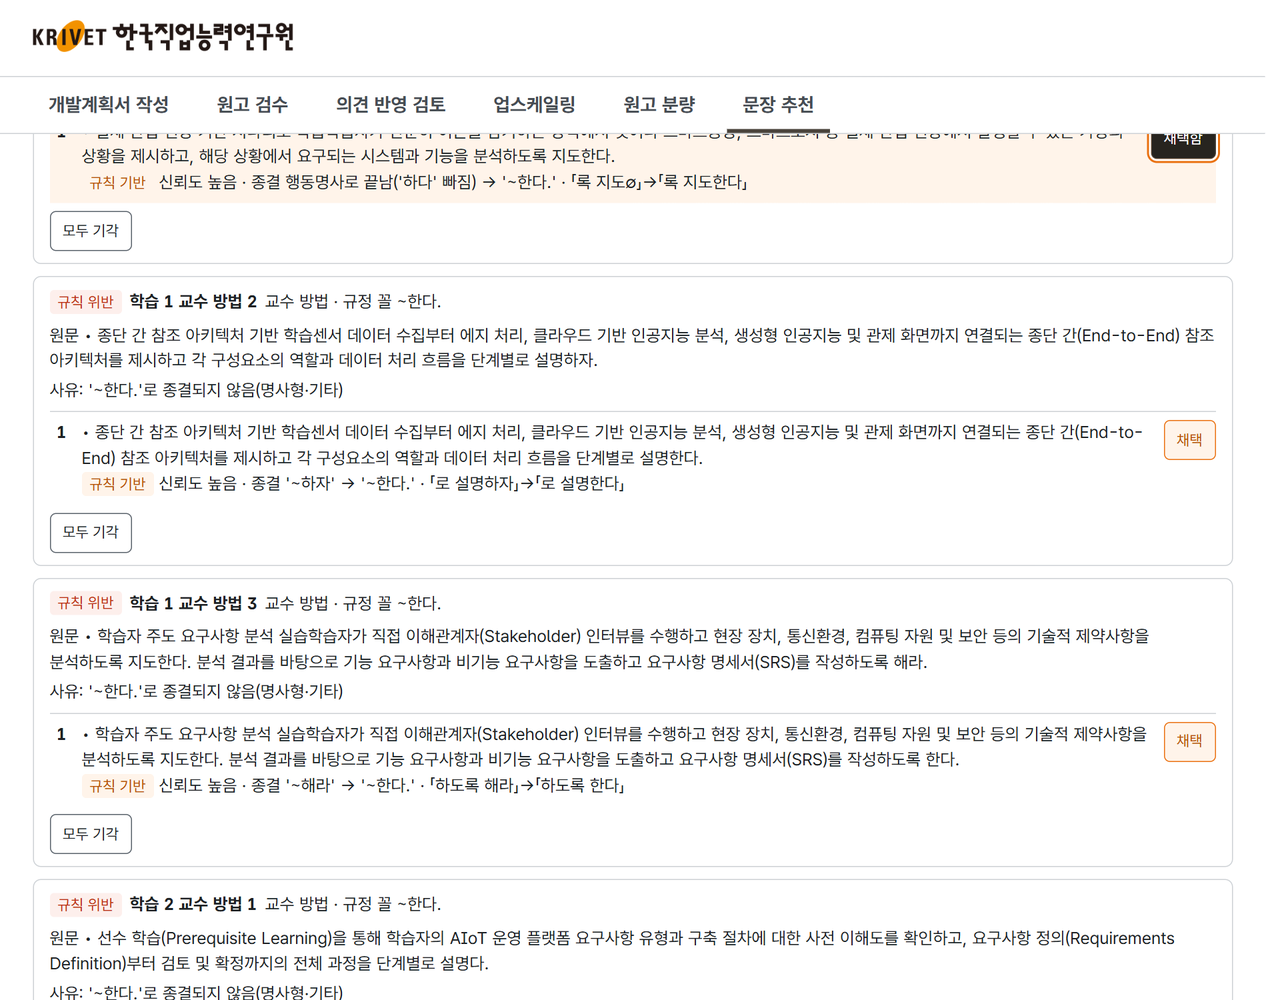 KRIVET 한국직업능력연구원
개발계획서 작성 원고 검수 의견 반영 검토 업스케일링 원고 분량 문장 추천
1 채택함
상황을 제시하고, 해당 상황에서 요구되는 시스템과 기능을 분석하도록 지도한다.
규칙 기반 신뢰도 높음 · 종결 행동명사로 끝남('하다' 빠짐) → '~한다.' · 「록 지도∅」→「록 지도한다」
모두 기각
규칙 위반 학습 1 교수 방법 2 교수 방법 · 규정 꼴 ~한다.
원문 • 종단 간 참조 아키텍처 기반 학습센서 데이터 수집부터 에지 처리, 클라우드 기반 인공지능 분석, 생성형 인공지능 및 관제 화면까지 연결되는 종단 간(End-to-End) 참조
아키텍처를 제시하고 각 구성요소의 역할과 데이터 처리 흐름을 단계별로 설명하자.
사유: '~한다.'로 종결되지 않음(명사형·기타)
1 • 종단 간 참조 아키텍처 기반 학습센서 데이터 수집부터 에지 처리, 클라우드 기반 인공지능 분석, 생성형 인공지능 및 관제 화면까지 연결되는 종단 간(End-to- 채택
End) 참조 아키텍처를 제시하고 각 구성요소의 역할과 데이터 처리 흐름을 단계별로 설명한다.
규칙 기반 신뢰도 높음 · 종결 '~하자' → '~한다.' · 「로 설명하자」→「로 설명한다」
모두 기각
규칙 위반 학습 1 교수 방법 3 교수 방법 · 규정 꼴 ~한다.
원문 • 학습자 주도 요구사항 분석 실습학습자가 직접 이해관계자(Stakeholder) 인터뷰를 수행하고 현장 장치, 통신환경, 컴퓨팅 자원 및 보안 등의 기술적 제약사항을
분석하도록 지도한다. 분석 결과를 바탕으로 기능 요구사항과 비기능 요구사항을 도출하고 요구사항 명세서(SRS)를 작성하도록 해라.
사유: '~한다.'로 종결되지 않음(명사형·기타)
1 • 학습자 주도 요구사항 분석 실습학습자가 직접 이해관계자(Stakeholder) 인터뷰를 수행하고 현장 장치, 통신환경, 컴퓨팅 자원 및 보안 등의 기술적 제약사항을 채택
분석하도록 지도한다. 분석 결과를 바탕으로 기능 요구사항과 비기능 요구사항을 도출하고 요구사항 명세서(SRS)를 작성하도록 한다.
규칙 기반 신뢰도 높음 · 종결 '~해라' → '~한다.' · 「하도록 해라」→「하도록 한다」
모두 기각
규칙 위반 학습 2 교수 방법 1 교수 방법 · 규정 꼴 ~한다.
원문 • 선수 학습(Prerequisite Learning)을 통해 학습자의 AIoT 운영 플랫폼 요구사항 유형과 구축 절차에 대한 사전 이해도를 확인하고, 요구사항 정의(Requirements
Definition)부터 검토 및 확정까지의 전체 과정을 단계별로 설명다.
사유: '~한다.'로 종결되지 않음(명사형·기타)